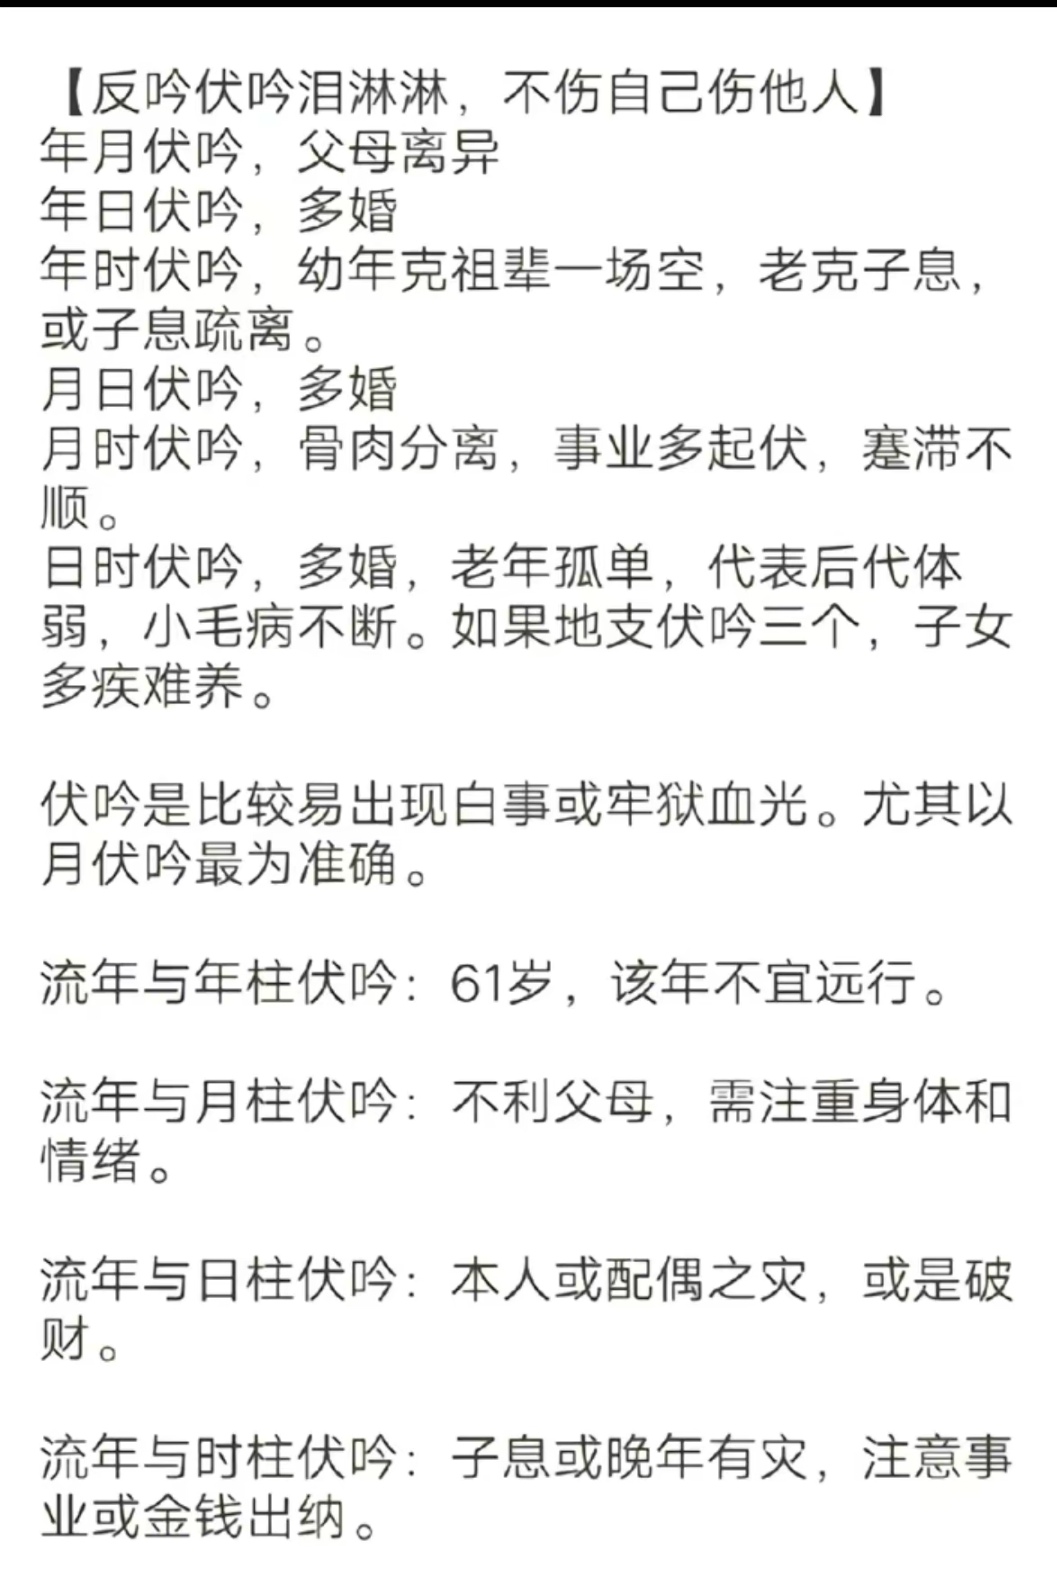 【反吟伏吟泪淋淋，不伤自己伤他人】
年月伏吟，父母离异
年日伏吟，多婚
年时伏吟，幼年克祖辈一场空，老克子息，
或子息疏离。
月日伏吟，多婚
月时伏吟，骨肉分离，事业多起伏，蹇滞不
顺。
日时伏吟，多婚，老年孤单，代表后代体
弱，小毛病不断。如果地支伏吟三个，子女
多疾难养。
伏吟是比较易出现白事或牢狱血光。尤其以
月伏吟最为准确。
流年与年柱伏吟：61岁，该年不宜远行。
流年与月柱伏吟：不利父母，需注重身体和
情绪。
流年与日柱伏吟：本人或配偶之灾，或是破
财。
流年与时柱伏吟：子息或晚年有灾，注意事
业或金钱出纳。